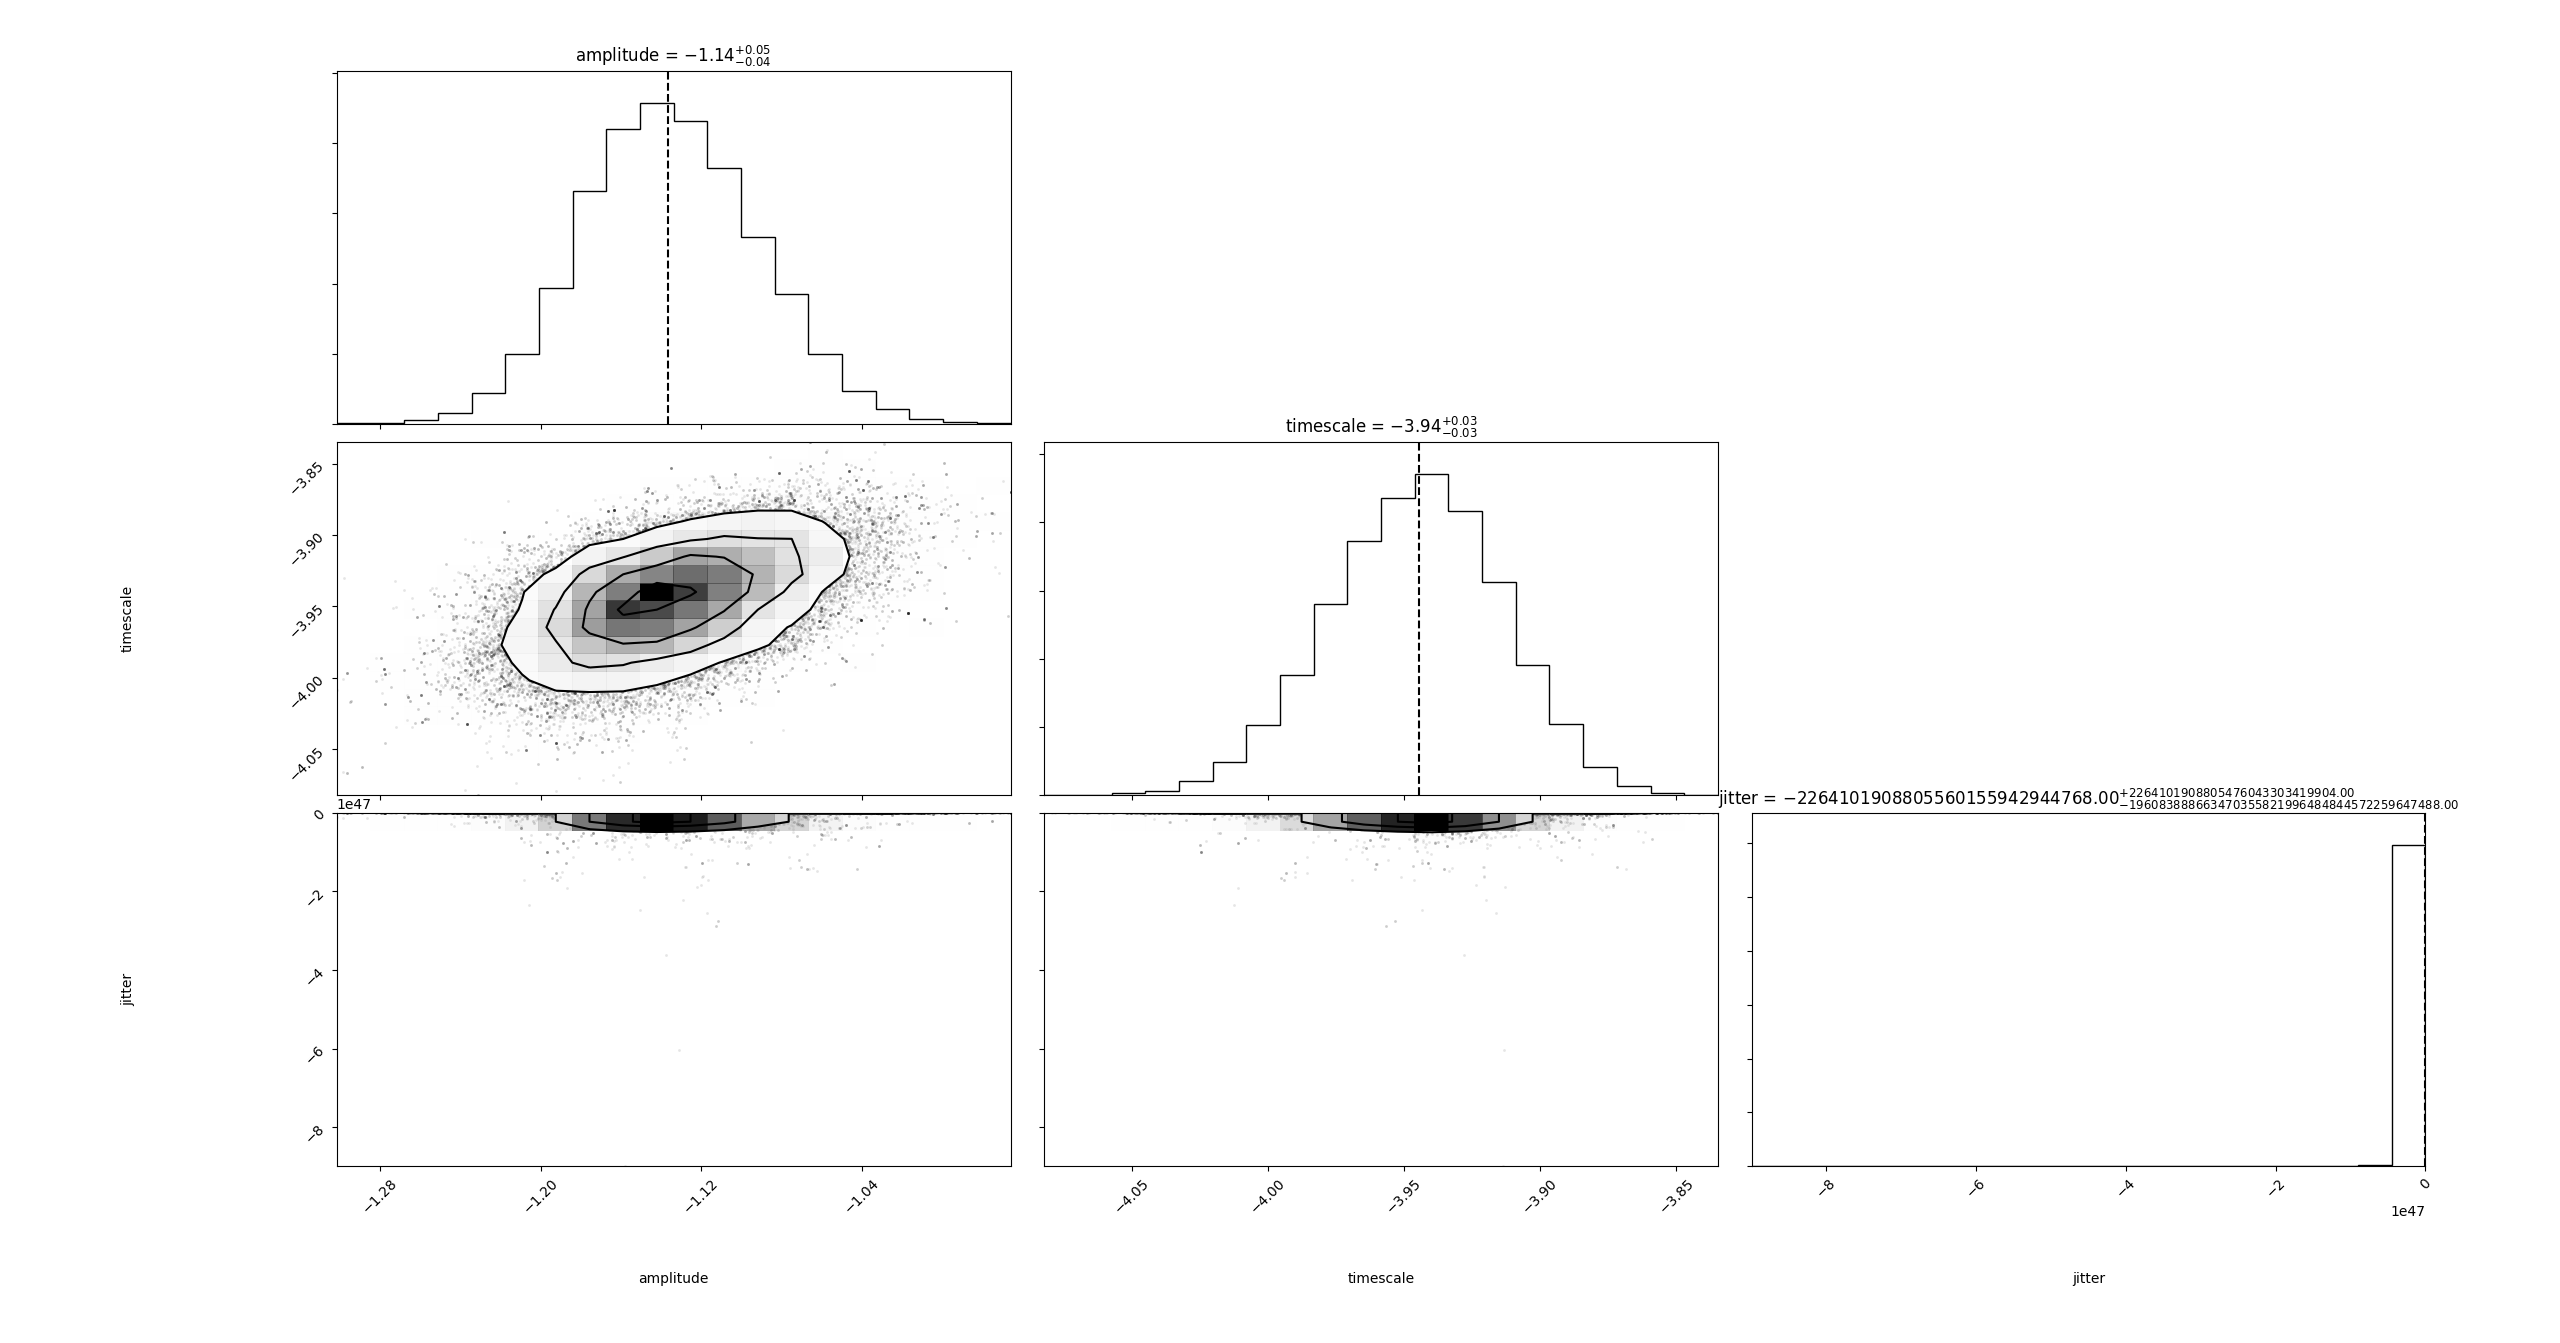 amplitude = −1.14 +0.05 −0.04
timescale = −3.94 +0.03 −0.03
−3.85
−3.90
−3.95
−4.00
−4.05
timescale
jitter = −2264101908805560155942944768.00 +2264101908805476043303419904.00 −19608388866347035582199648484457225964​7488.00
1e47
0
−2
−4
−6
−8
jitter
−1.28 −1.20 −1.12 −1.04
−4.05 −4.00 −3.95 −3.90 −3.85
−8 −6 −4 −2 0
1e47
amplitude timescale jitter